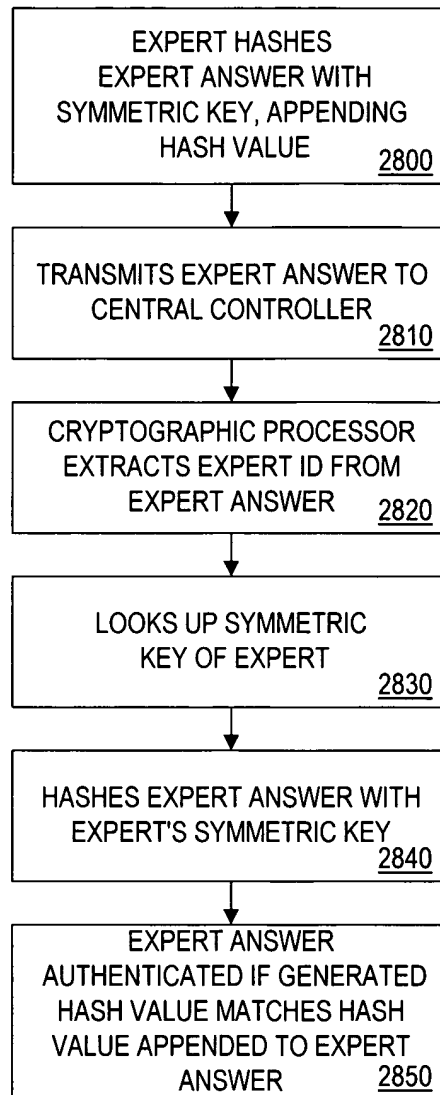 EXPERT HASHES
EXPERT ANSWER WITH
SYMMETRIC KEY, APPENDING
HASH VALUE
2800
TRANSMITS EXPERT ANSWER TO
CENTRAL CONTROLLER
2810
CRYPTOGRAPHIC PROCESSOR
EXTRACTS EXPERT ID FROM
EXPERT ANSWER
2820
LOOKS UP SYMMETRIC
KEY OF EXPERT
2830
HASHES EXPERT ANSWER WITH
EXPERT'S SYMMETRIC KEY
2840
EXPERT ANSWER
AUTHENTICATED IF GENERATED
HASH VALUE MATCHES HASH
VALUE APPENDED TO EXPERT
ANSWER
2850